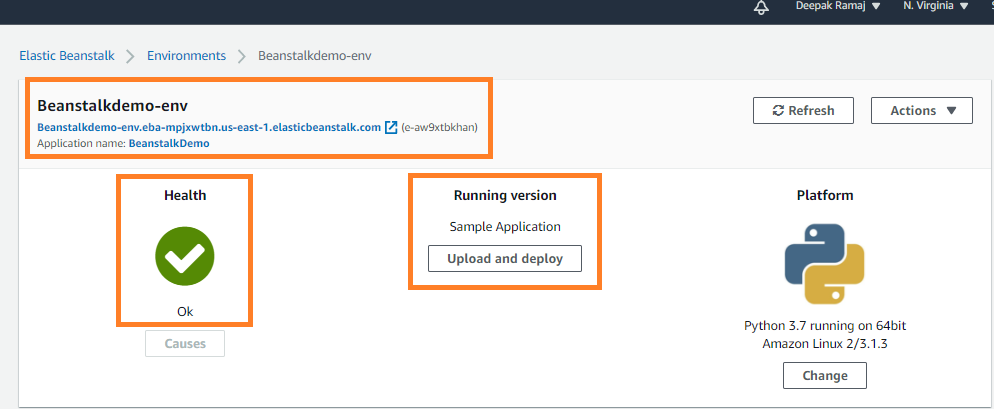 Deepak Ramaj ▼ N. Virginia ▼
Elastic Beanstalk > Environments > Beanstalkdemo-env
Beanstalkdemo-env
Refresh Actions ▼
Beanstalkdemo-env.eba-mpjxwtbn.us-east-1.elasticbeanstalk.com (e-aw9xtbkhan)
Application name: BeanstalkDemo
Health
Ok
Causes
Running version
Sample Application
Upload and deploy
Platform
Python 3.7 running on 64bit
Amazon Linux 2/3.1.3
Change